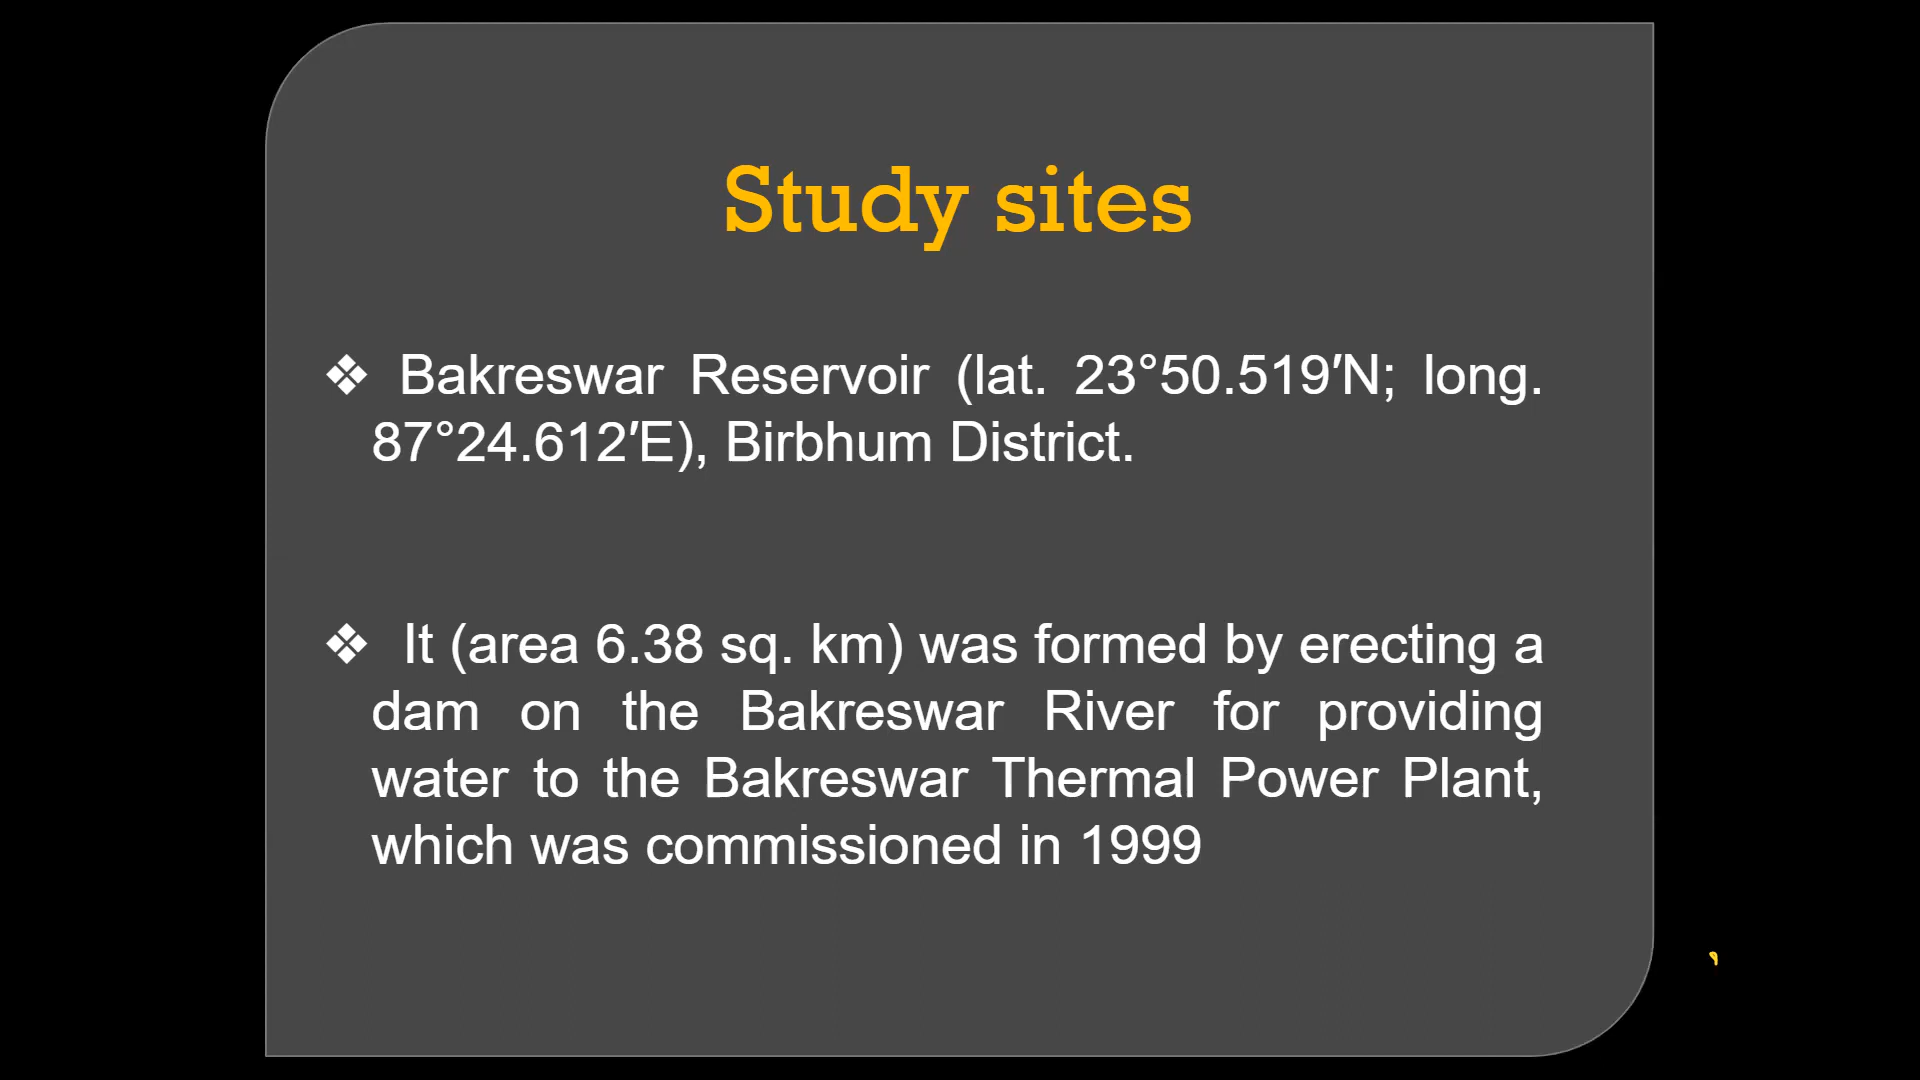 Study sites
❖ Bakreswar Reservoir (lat. 23°50.519′N; long.
87°24.612′E), Birbhum District.
❖ It (area 6.38 sq. km) was formed by erecting a
dam on the Bakreswar River for providing
water to the Bakreswar Thermal Power Plant,
which was commissioned in 1999